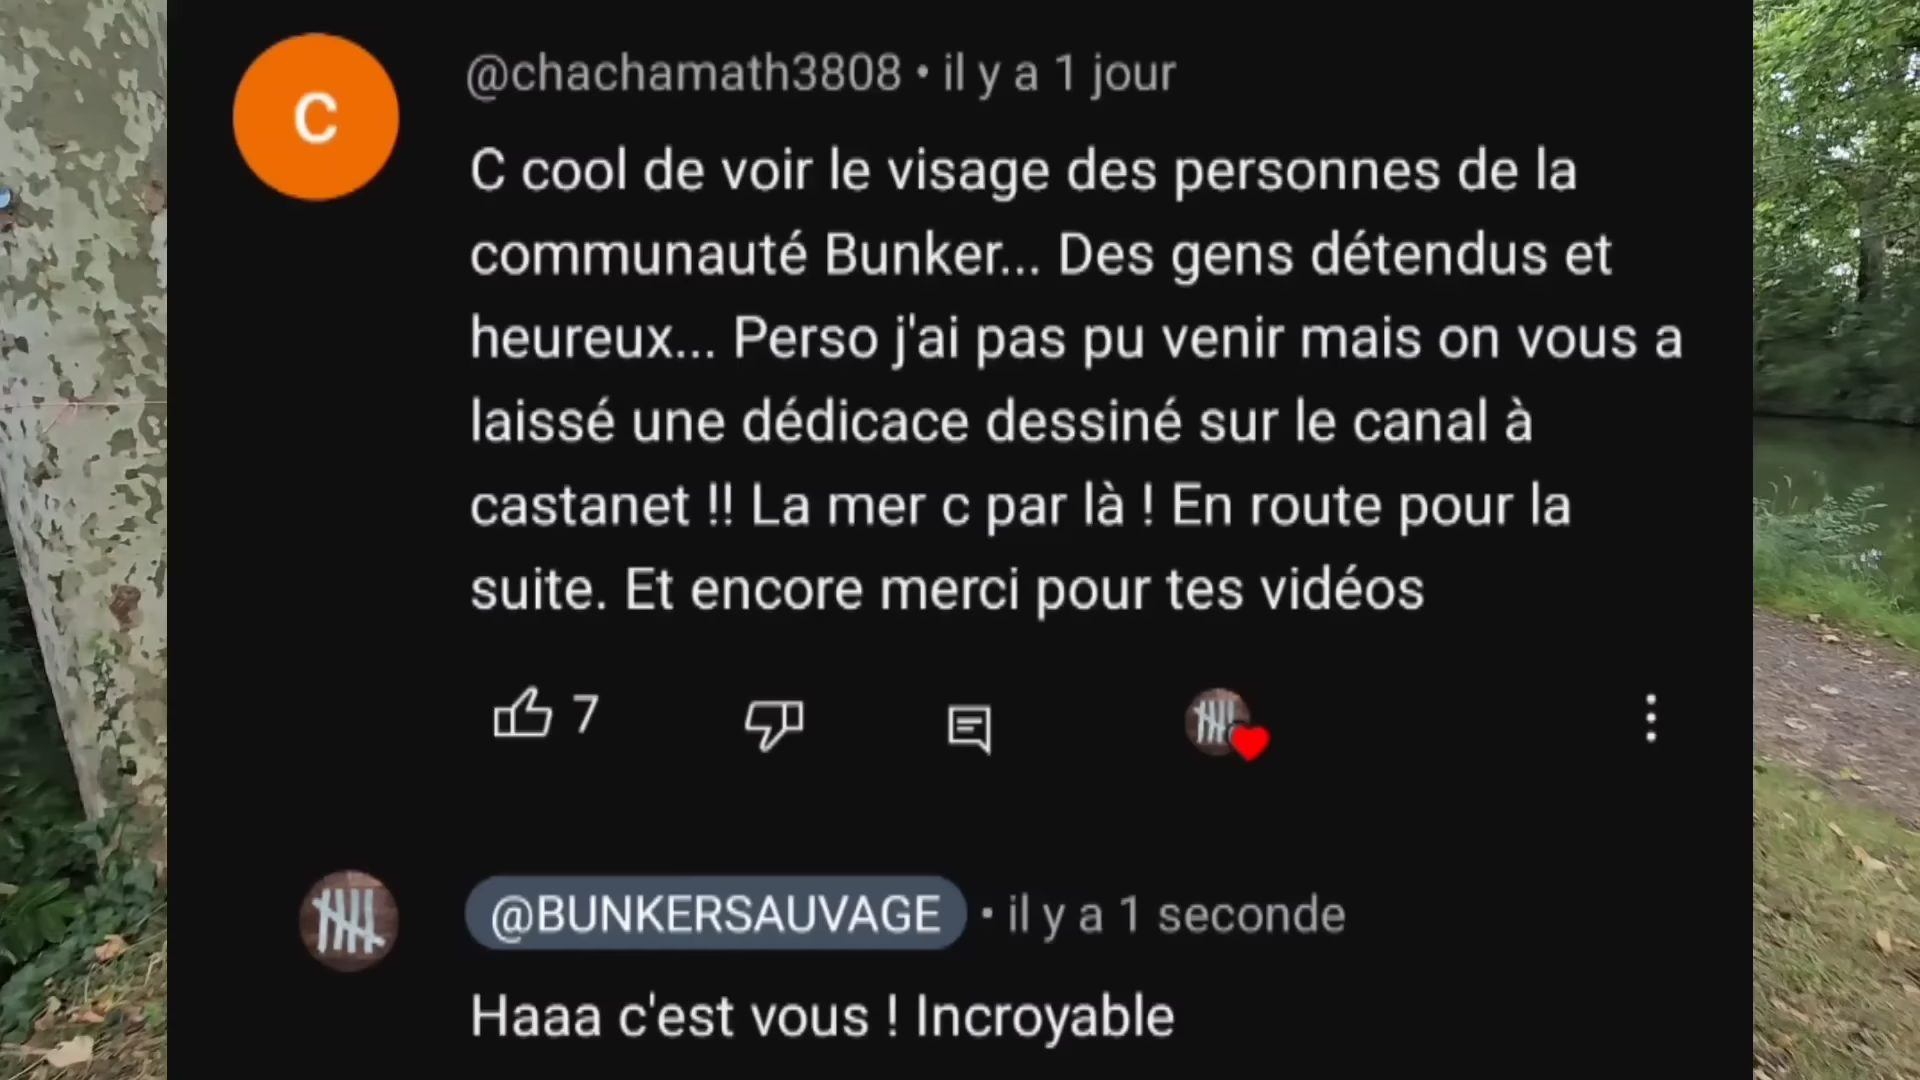 C
@chachamath3808 • il y a 1 jour
C cool de voir le visage des personnes de la
communauté Bunker... Des gens détendus et
heureux... Perso j'ai pas pu venir mais on vous a
laissé une dédicace dessiné sur le canal à
castanet !! La mer c par là ! En route pour la
suite. Et encore merci pour tes vidéos
7
@BUNKERSAUVAGE • il y a 1 seconde
Haaa c'est vous ! Incroyable